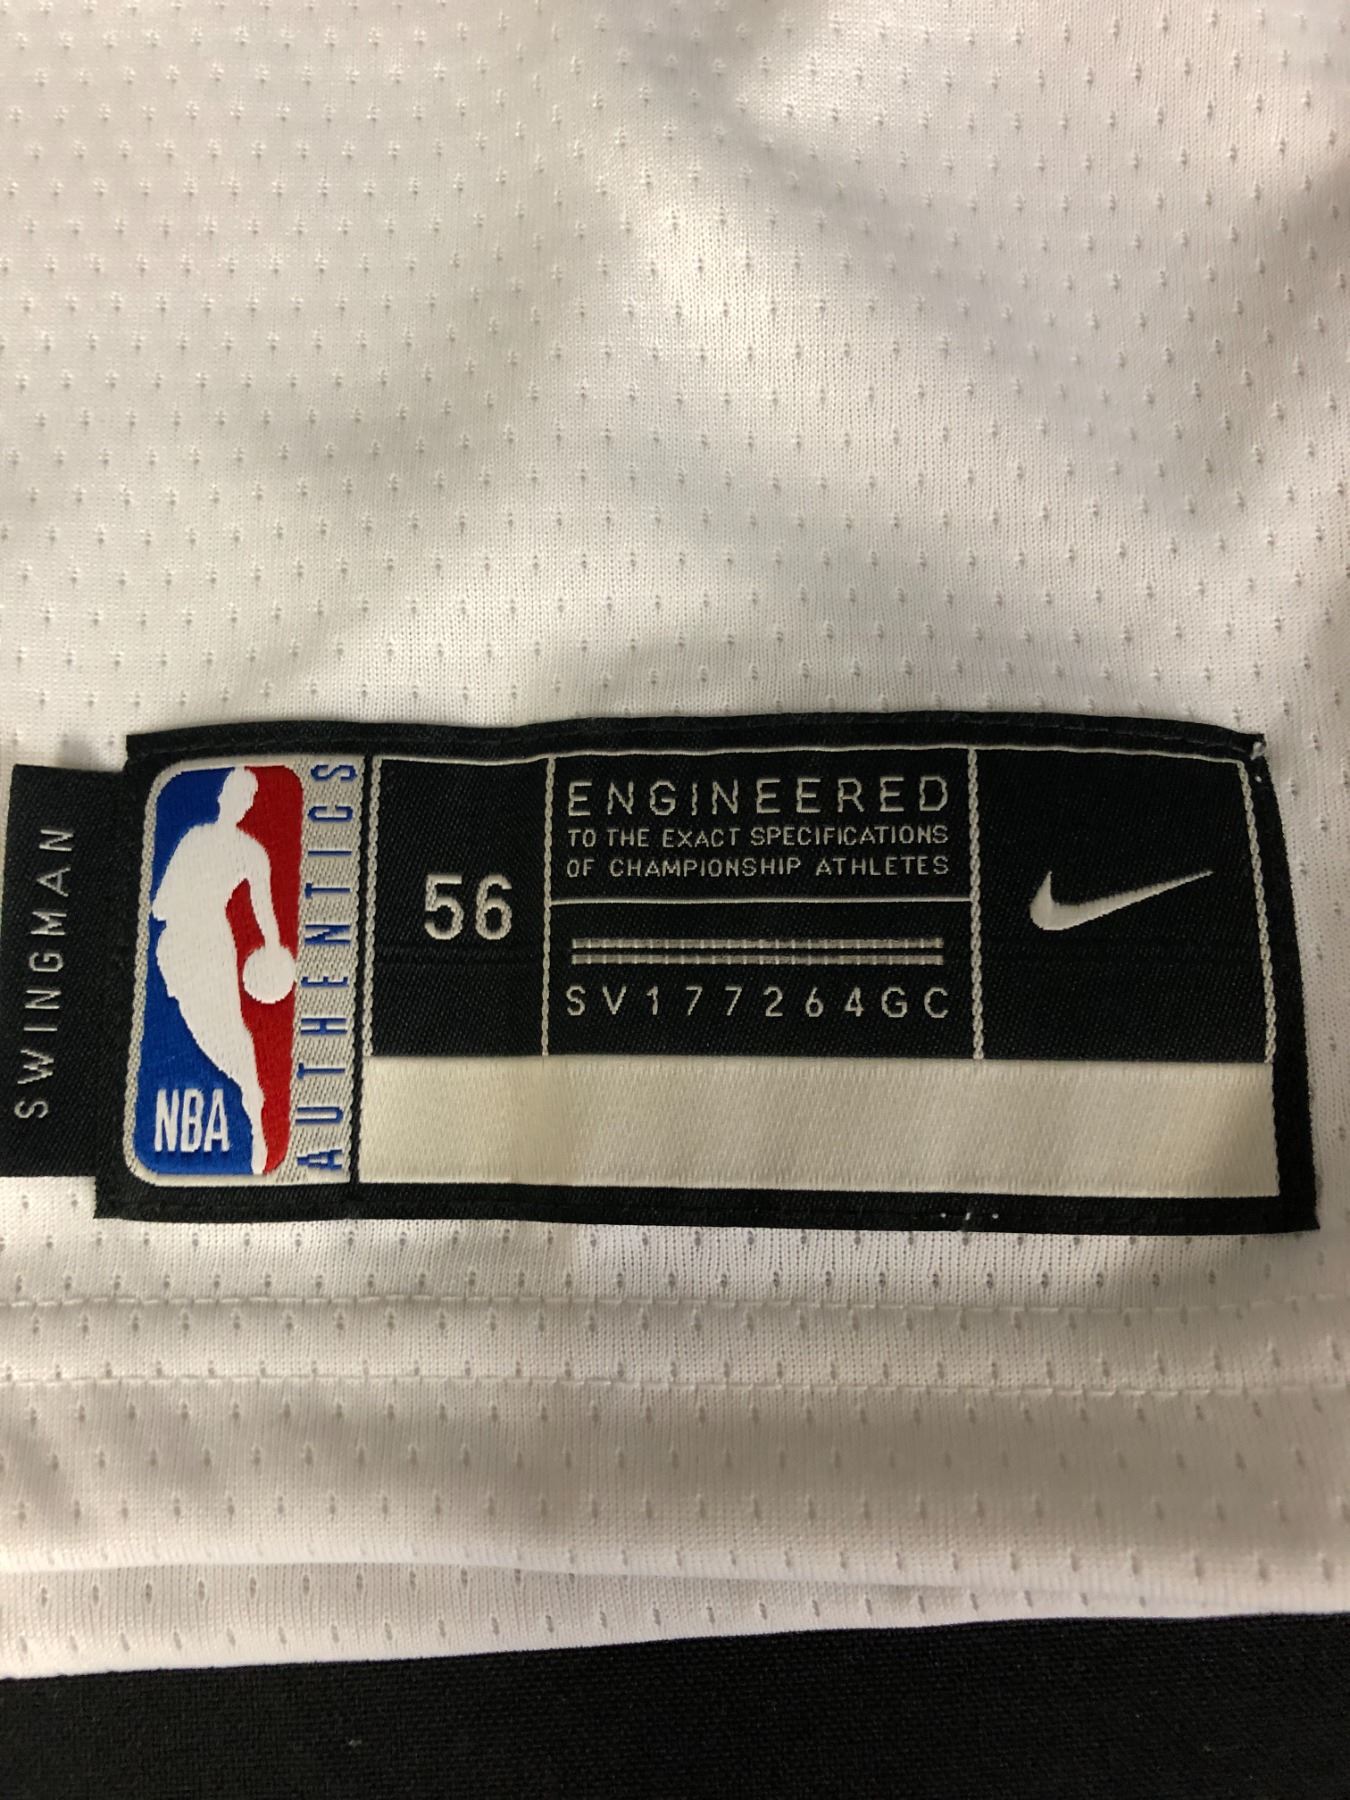 SWINGMAN
NBA
AUTHENTICS
56
ENGINEERED
TO THE EXACT SPECIFICATIONS
OF CHAMPIONSHIP ATHLETES
SV177264GC